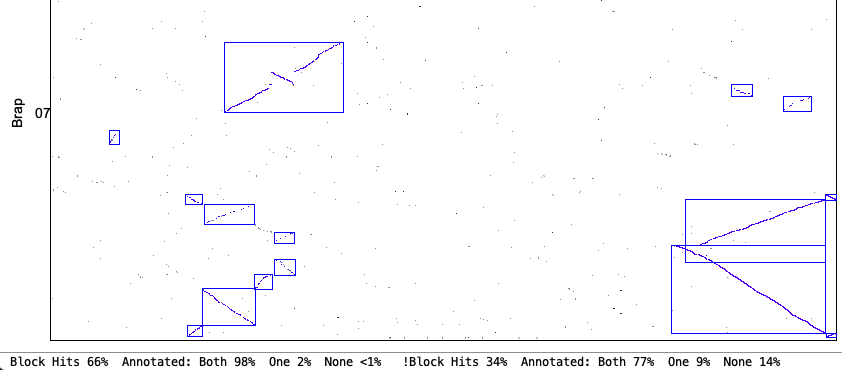 Brap
07
Block Hits 66%  Annotated: Both 98%  One 2%  None <1%   !Block Hits 34%  Annotated: Both 77%  One 9%  None 14%